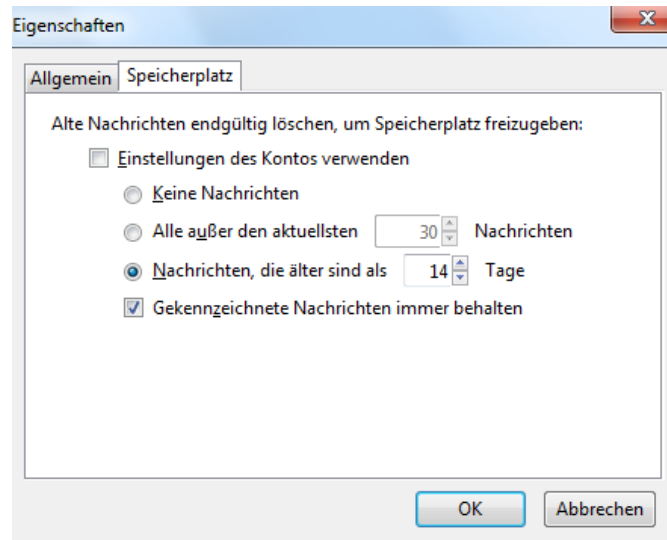 Eigenschaften
Allgemein Speicherplatz
Alte Nachrichten endgültig löschen, um Speicherplatz freizugeben:
Einstellungen des Kontos verwenden
Keine Nachrichten
Alle außer den aktuellsten 30 Nachrichten
Nachrichten, die älter sind als 14 Tage
Gekennzeichnete Nachrichten immer behalten
OK Abbrechen